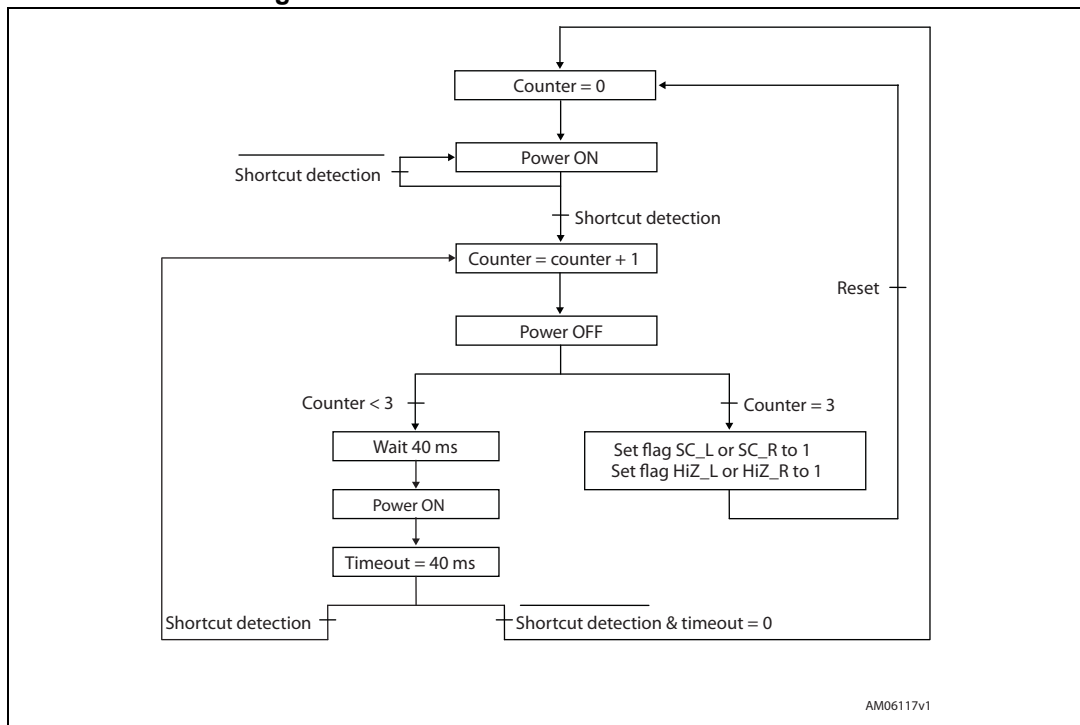 Counter = 0
Power ON
Shortcut detection
Shortcut detection
Counter = counter + 1
Reset
Power OFF
Counter < 3
Counter = 3
Wait 40 ms
Set flag SC_L or SC_R to 1
Set flag HiZ_L or HiZ_R to 1
Power ON
Timeout = 40 ms
Shortcut detection
Shortcut detection & timeout = 0
AM06117v1